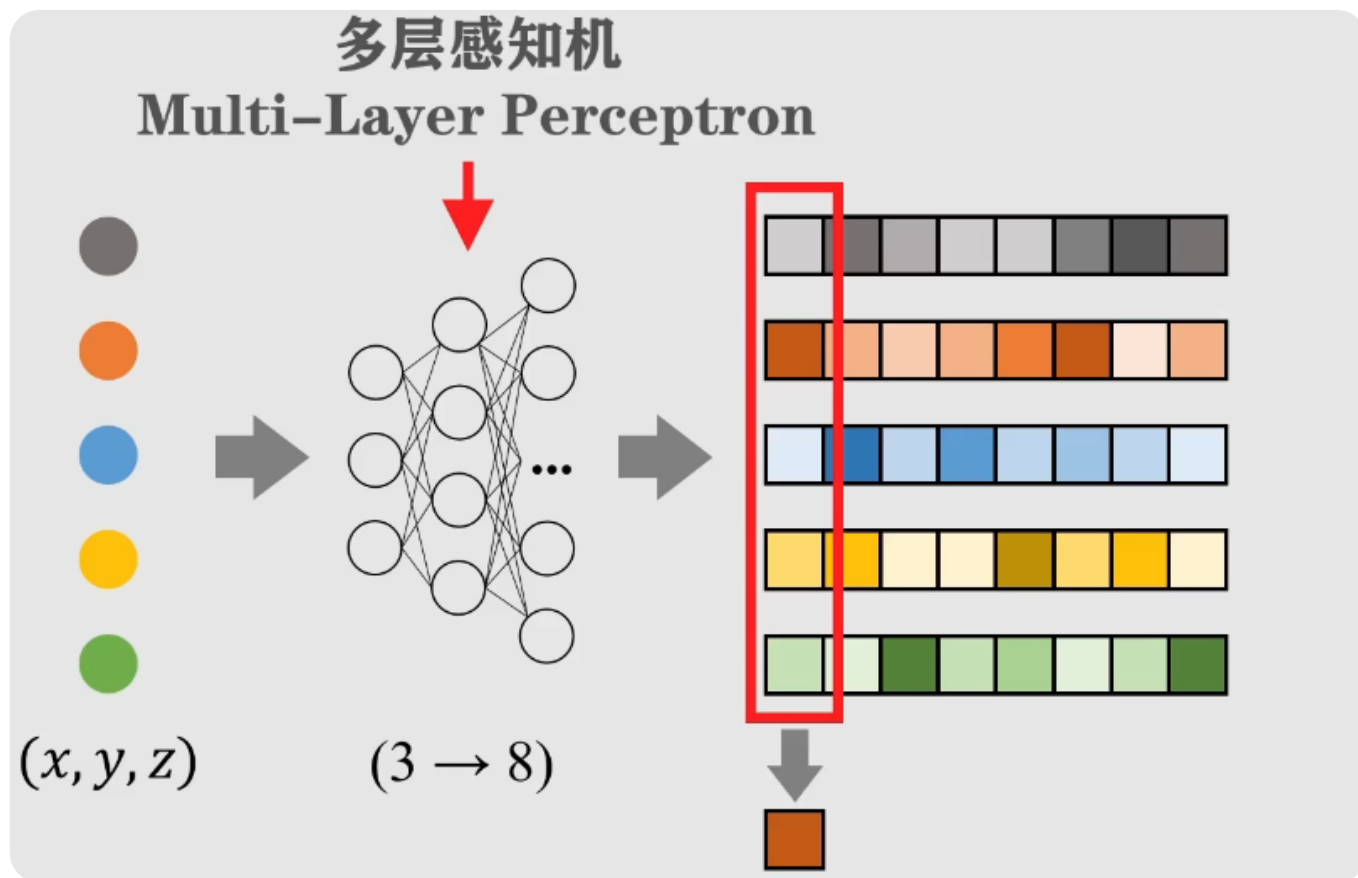 多层感知机
Multi-Layer Perceptron
...
(x, y, z)
(3 → 8)